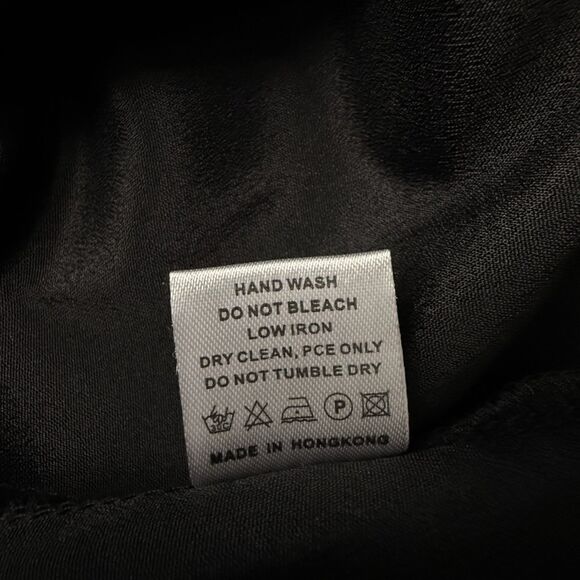 HAND WASH
DO NOT BLEACH
LOW IRON
DRY CLEAN, PCE ONLY
DO NOT TUMBLE DRY
P
MADE IN HONGKONG